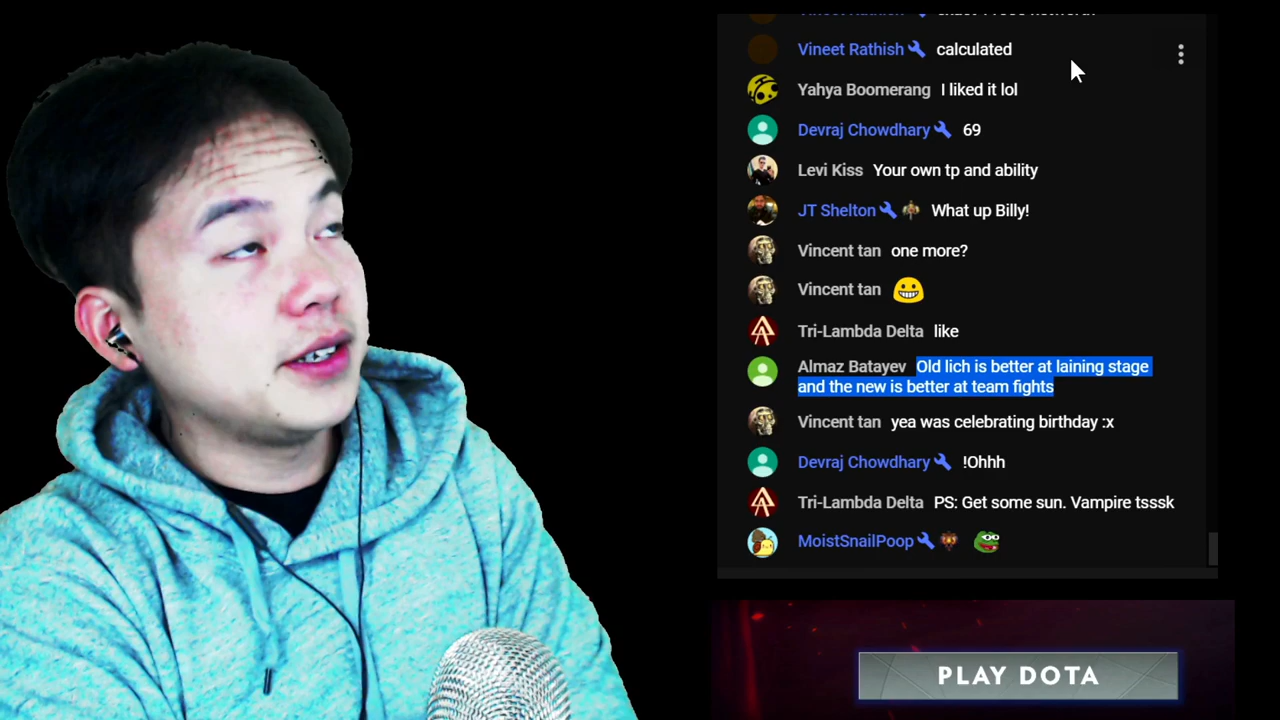 Vineet Rathish calculated
Yahya Boomerang I liked it lol
Devraj Chowdhary 69
Levi Kiss Your own tp and ability
JT Shelton What up Billy!
Vincent tan one more?
Vincent tan
Tri-Lambda Delta like
Almaz Batayev Old lich is better at laining stage
and the new is better at team fights
Vincent tan yea was celebrating birthday :x
Devraj Chowdhary !Ohhh
Tri-Lambda Delta PS: Get some sun. Vampire tsssk
MoistSnailPoop
PLAY DOTA